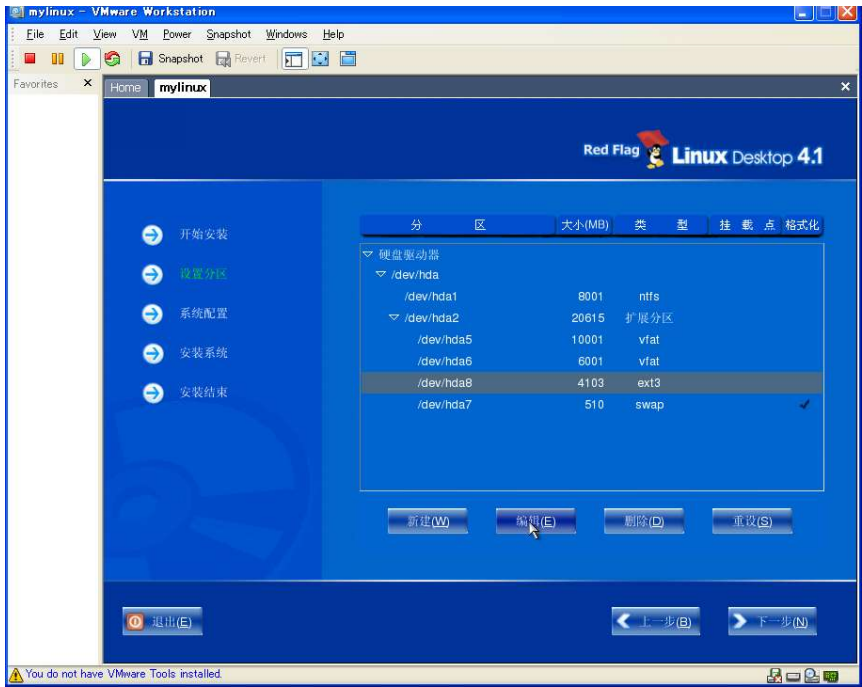 mylinux - VMware Workstation
File Edit View VM Power Snapshot Windows Help
Snapshot Revert
Favorites × Home mylinux ×
Red Flag Linux Desktop 4.1
开始安装
设置分区
系统配置
安装系统
安装结束
分 区 大小(MB) 类 型 挂 载 点 格式化
硬盘驱动器
/dev/hda
/dev/hda1 8001 ntfs
/dev/hda2 20615 扩展分区
/dev/hda5 10001 vfat
/dev/hda6 6001 vfat
/dev/hda8 4103 ext3
/dev/hda7 510 swap
新建(W) 编辑(E) 删除(D) 重设(S)
退出(E) 上一步(B) 下一步(N)
You do not have VMware Tools installed.